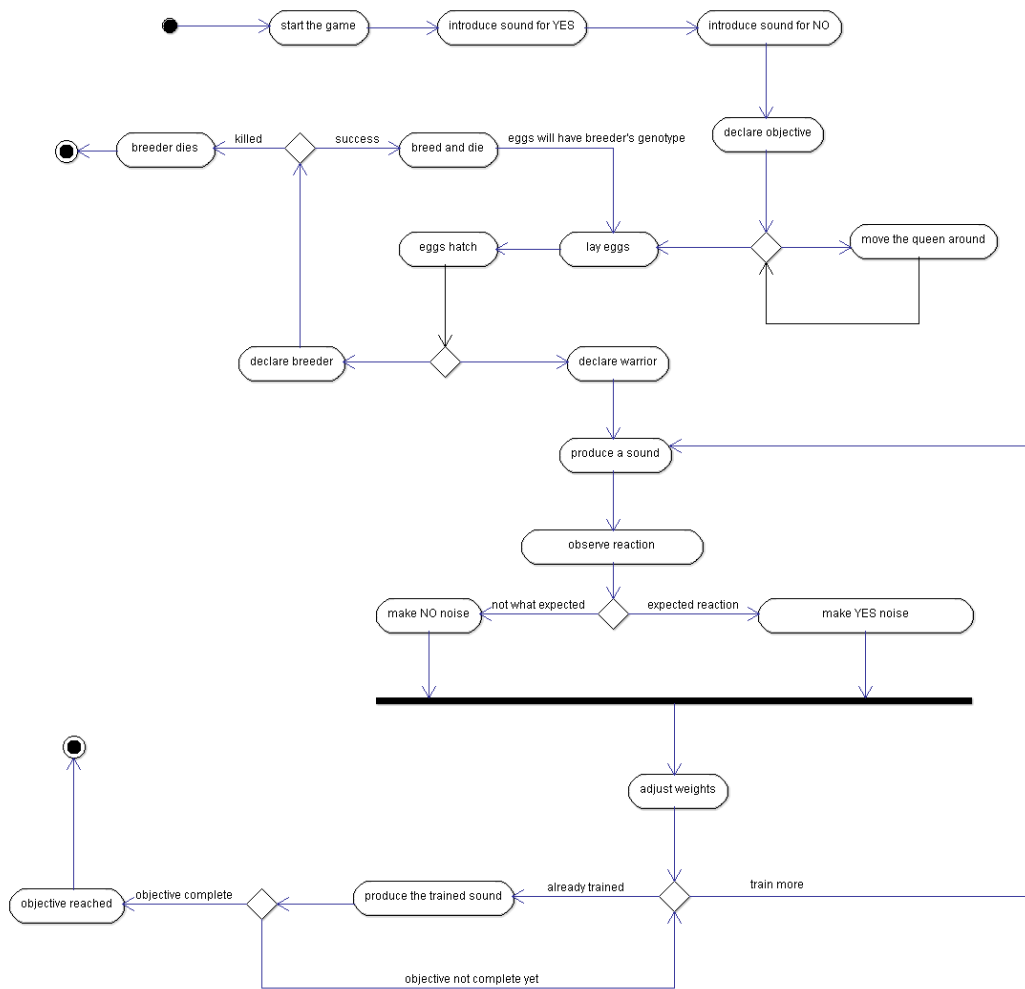 start the game
introduce sound for YES
introduce sound for NO
declare objective
breeder dies
killed
success
breed and die
eggs will have breeder's genotype
eggs hatch
lay eggs
move the queen around
declare breeder
declare warrior
produce a sound
observe reaction
make NO noise
not what expected
expected reaction
make YES noise
adjust weights
objective reached
objective complete
produce the trained sound
already trained
train more
objective not complete yet